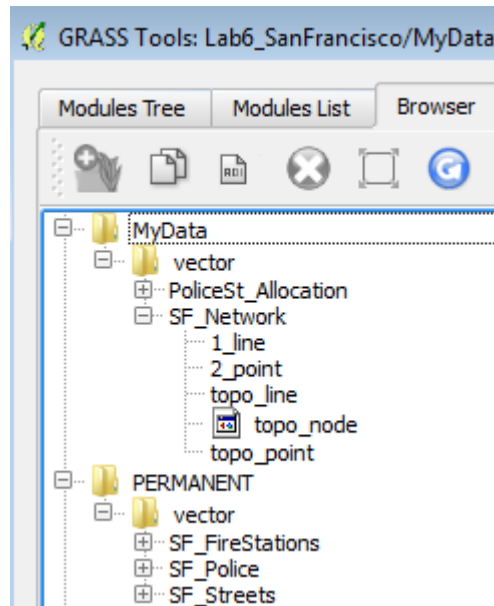 GRASS Tools: Lab6_SanFrancisco/MyData
Modules Tree Modules List Browser
MyData
vector
PoliceSt_Allocation
SF_Network
1_line
2_point
topo_line
topo_node
topo_point
PERMANENT
vector
SF_FireStations
SF_Police
SF_Streets